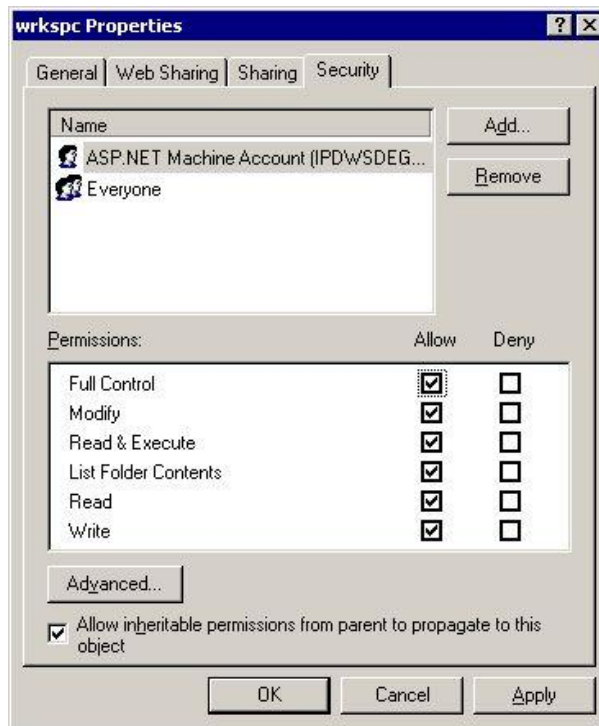 wrkspc Properties
General Web Sharing Sharing Security
Name
ASP.NET Machine Account (IPDWSDEG...
Everyone
Add...
Remove
Permissions: Allow Deny
Full Control
Modify
Read & Execute
List Folder Contents
Read
Write
Advanced...
Allow inheritable permissions from parent to propagate to this
object
OK Cancel Apply